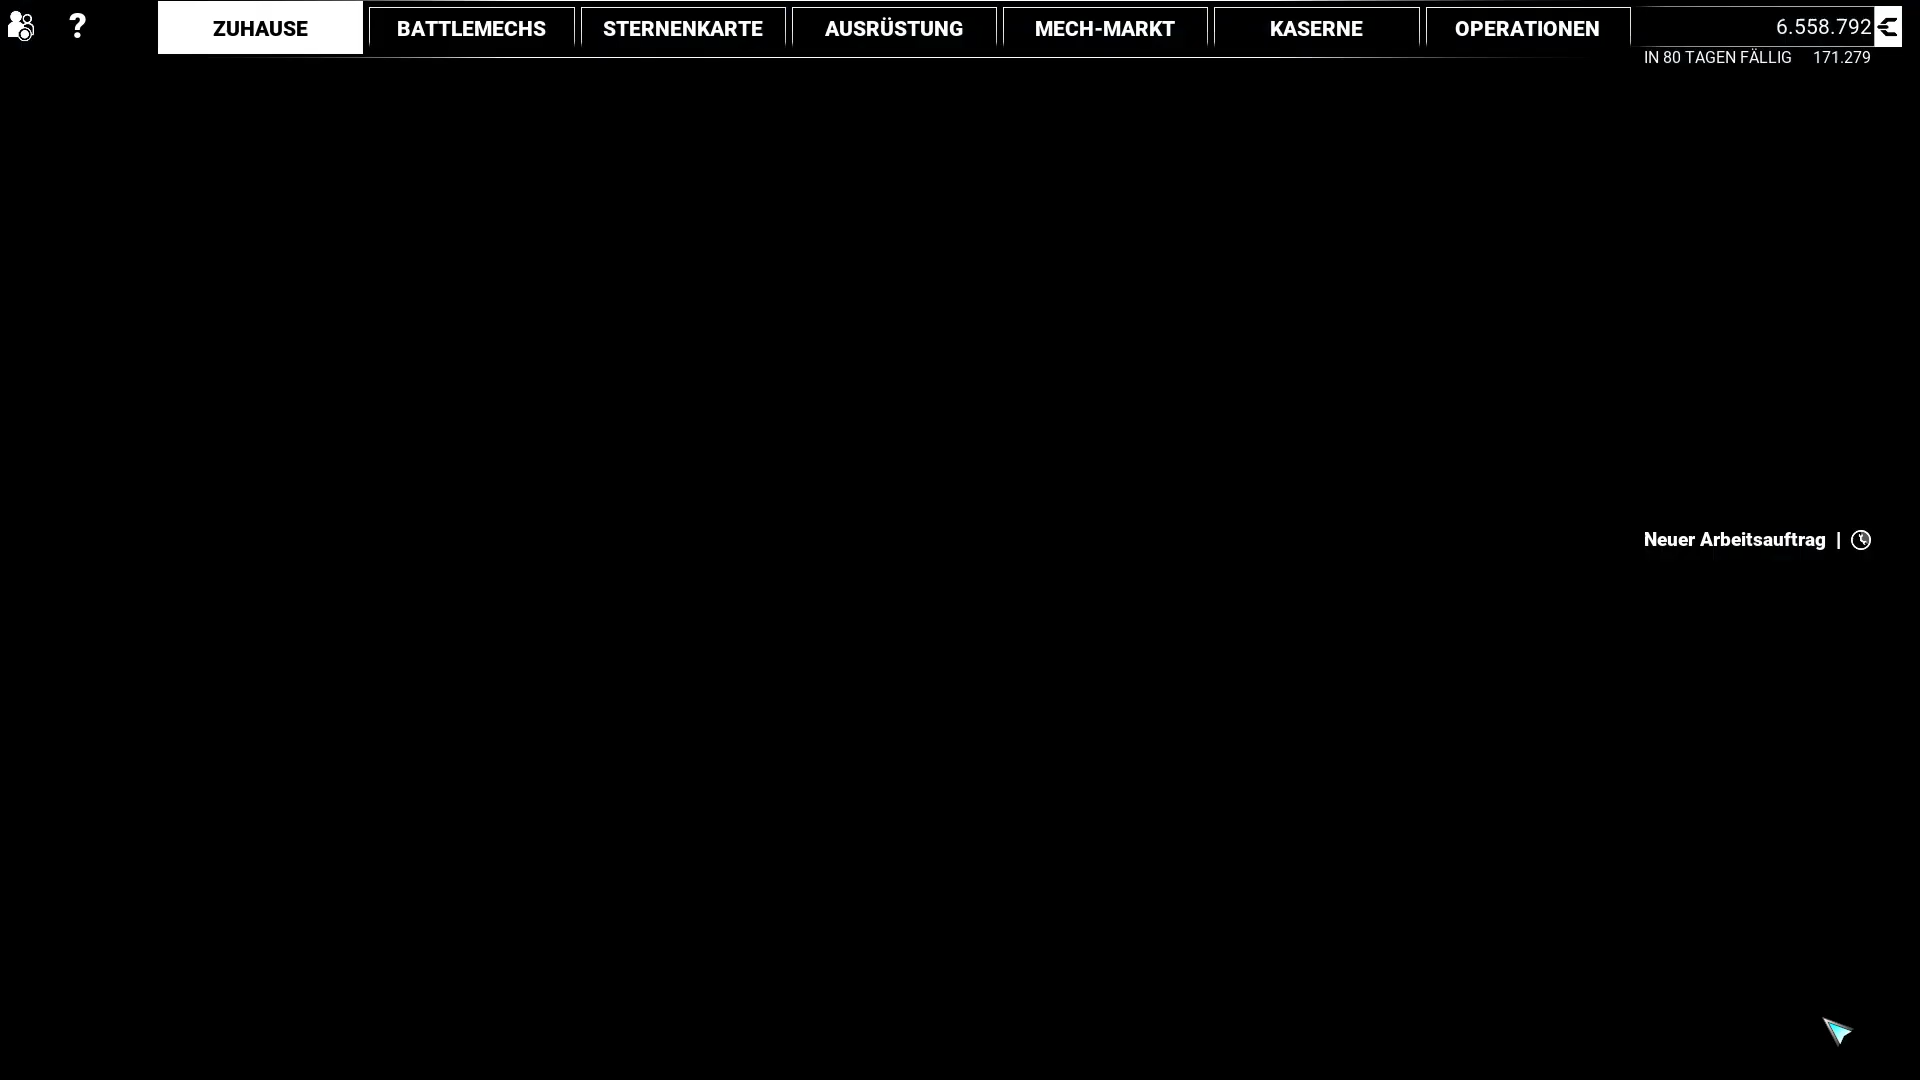 ?
ZUHAUSE
BATTLEMECHS
STERNENKARTE
AUSRÜSTUNG
MECH-MARKT
KASERNE
OPERATIONEN
6.558.792
IN 80 TAGEN FÄLLIG 171.279
Neuer Arbeitsauftrag |